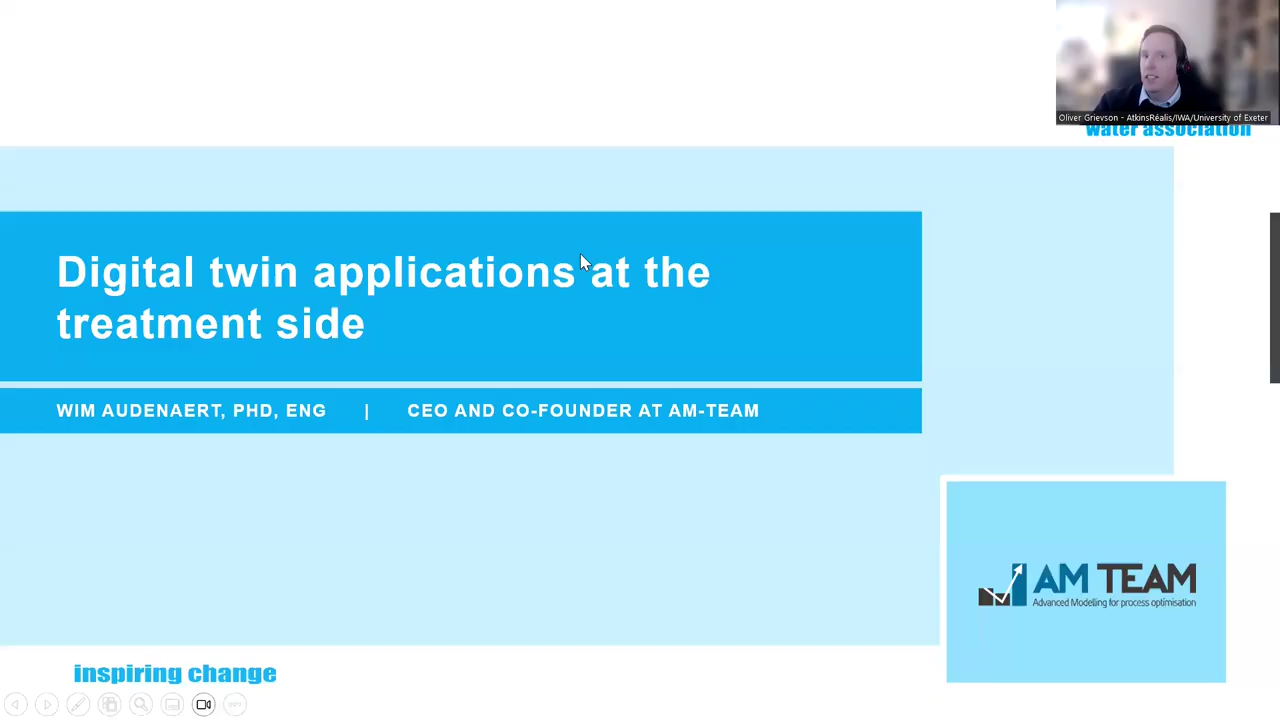 Oliver Grievson - AtkinsRéalis/IWA/University of Exeter
water association
Digital twin applications at the
treatment side
WIM AUDENAERT, PHD, ENG | CEO AND CO-FOUNDER AT AM-TEAM
AM TEAM
Advanced Modelling for process optimisation
inspiring change